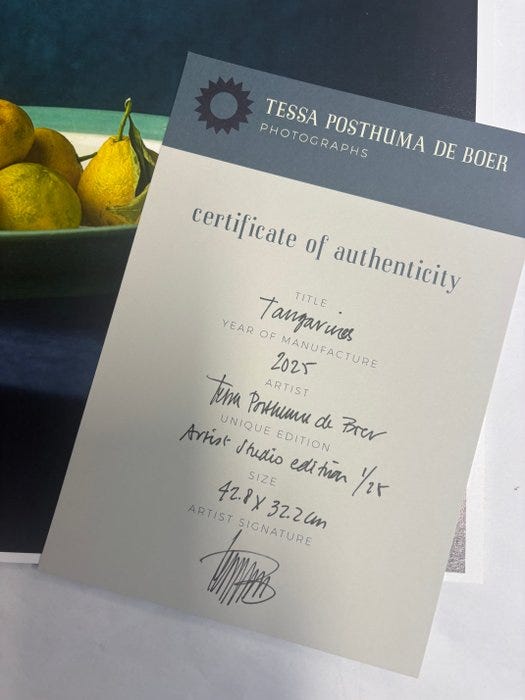 TESSA POSTHUMA DE BOER
PHOTOGRAPHS
certificate of authenticity
TITLE
Tangarines
YEAR OF MANUFACTURE
2025
ARTIST
Tessa Posthuma de Boer
UNIQUE EDITION
Artist Studio edition 1/25
SIZE
42.8 X 32.2 cm
ARTIST SIGNATURE